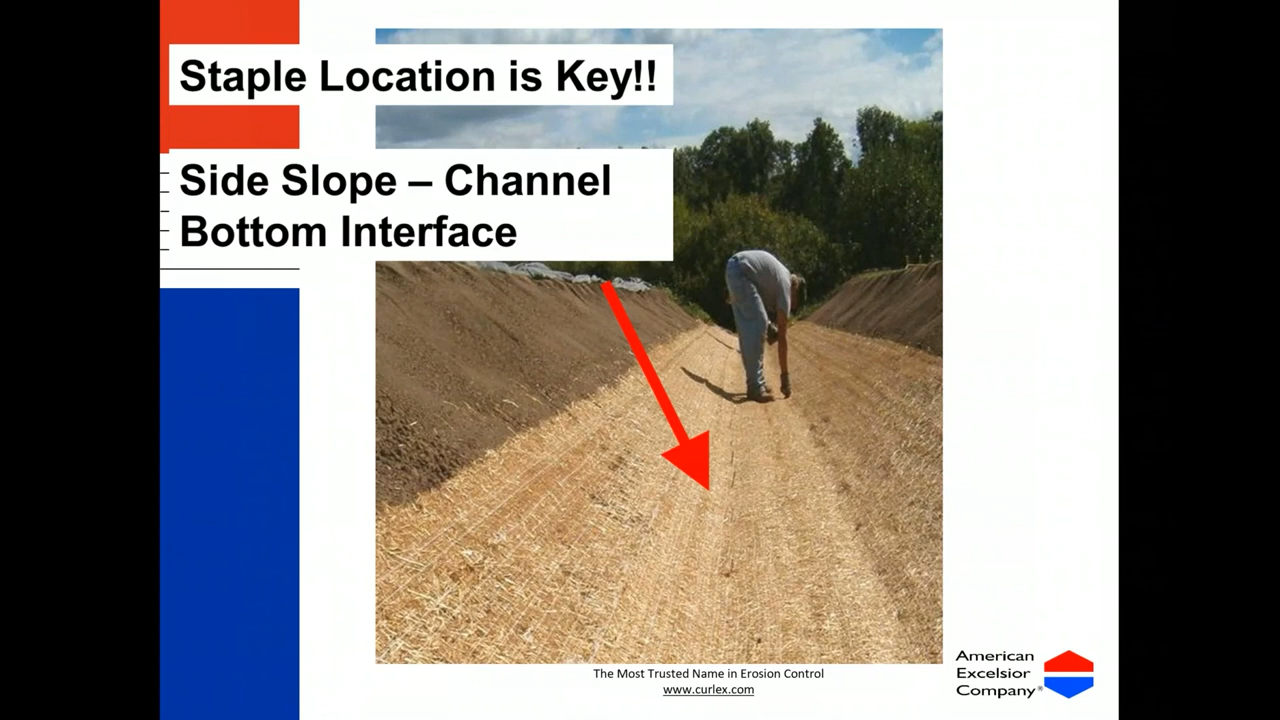 Staple Location is Key!!
Side Slope – Channel
Bottom Interface
The Most Trusted Name in Erosion Control
www.curlex.com
American
Excelsior
Company®